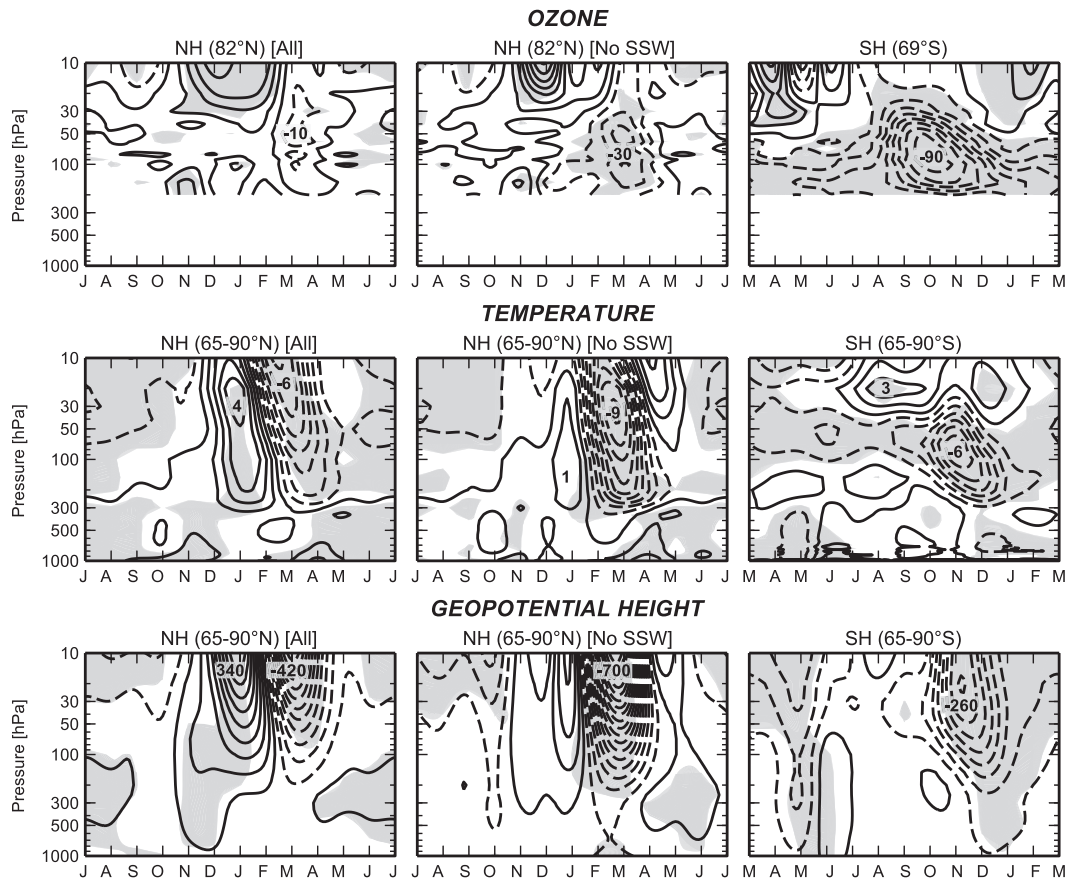 OZONE
NH (82°N) [All] NH (82°N) [No SSW] SH (69°S)
Pressure [hPa]
10
30
50
100
300
500
1000
-10
-30
-90
J A S O N D J F M A M J J
J A S O N D J F M A M J J
M A M J J A S O N D J F M
TEMPERATURE
NH (65-90°N) [All] NH (65-90°N) [No SSW] SH (65-90°S)
Pressure [hPa]
10
30
50
100
300
500
1000
4
-6
1
-9
3
-6
J A S O N D J F M A M J J
J A S O N D J F M A M J J
M A M J J A S O N D J F M
GEOPOTENTIAL HEIGHT
NH (65-90°N) [All] NH (65-90°N) [No SSW] SH (65-90°S)
Pressure [hPa]
10
30
50
100
300
500
1000
340
-420
-700
-260
J A S O N D J F M A M J J
J A S O N D J F M A M J J
M A M J J A S O N D J F M